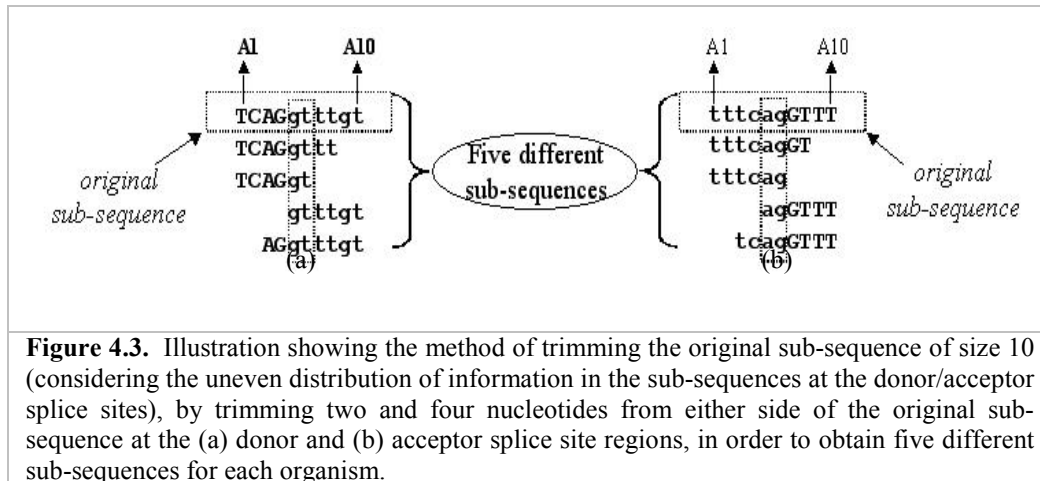 A1 A10 A1 A10
TCAGgtttgt tttcagGTTT
TCAGgttt tttcagGT
TCAGgt tttcag
gtttgt agGTTT
AGgtttgt tcagGTTT
original
sub-sequence
Five different
sub-sequences
original
sub-sequence
(a) (b)
Figure 4.3. Illustration showing the method of trimming the original sub-sequence of size 10
(considering the uneven distribution of information in the sub-sequences at the donor/acceptor
splice sites), by trimming two and four nucleotides from either side of the original sub-
sequence at the (a) donor and (b) acceptor splice site regions, in order to obtain five different
sub-sequences for each organism.